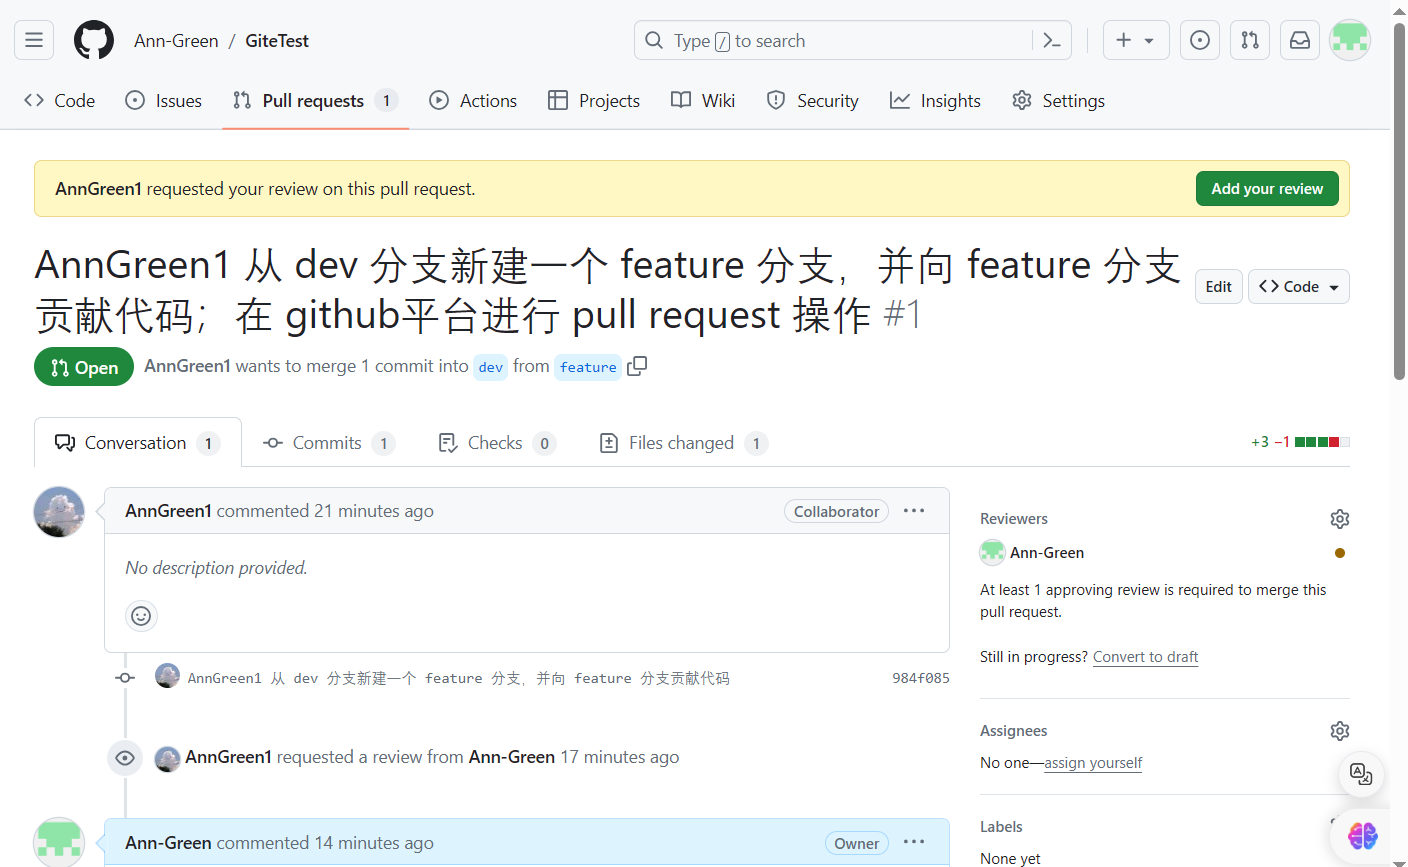 Ann-Green / GiteTest
Type / to search
Code
Issues
Pull requests 1
Actions
Projects
Wiki
Security
Insights
Settings
AnnGreen1 requested your review on this pull request.
Add your review
AnnGreen1 从 dev 分支新建一个 feature 分支，并向 feature 分支
贡献代码；在 github平台进行 pull request 操作 #1
Edit
Code
Open
AnnGreen1 wants to merge 1 commit into dev from feature
Conversation 1
Commits 1
Checks 0
Files changed 1
+3 −1
AnnGreen1 commented 21 minutes ago
Collaborator
No description provided.
AnnGreen1 从 dev 分支新建一个 feature 分支，并向 feature 分支贡献代码
984f085
AnnGreen1 requested a review from Ann-Green 17 minutes ago
Ann-Green commented 14 minutes ago
Owner
Reviewers
Ann-Green
At least 1 approving review is required to merge this
pull request.
Still in progress? Convert to draft
Assignees
No one—assign yourself
Labels
None yet